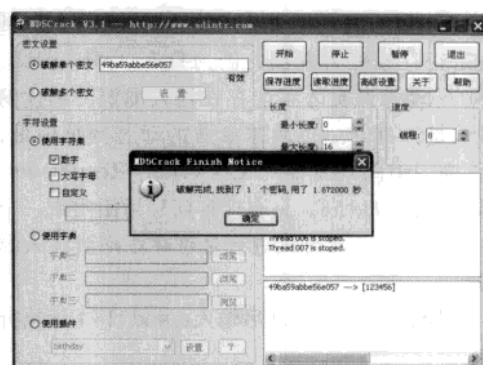 MD5Crack V3.1 -- http://www.adintr.com
密文设置
破解单个密文 49ba59abbe56e057
有效
破解多个密文 设 置
开始 停止 暂停 退出
保存进度 读取进度 高级设置 关于 帮助
长度
最小长度: 0
最大长度: 16
速度
线程: 8
字符设置
使用字符集
数字
大写字母
自定义
MD5Crack Finish Notice
破解完成,找到了 1 个密码,用了 1.672000 秒
确定
使用字典
字典一 浏览
字典二 浏览
字典三 浏览
使用插件
birthday 设置 ?
Thread 006 is stoped.
Thread 007 is stoped.
49ba59abbe56e057 --> [123456]